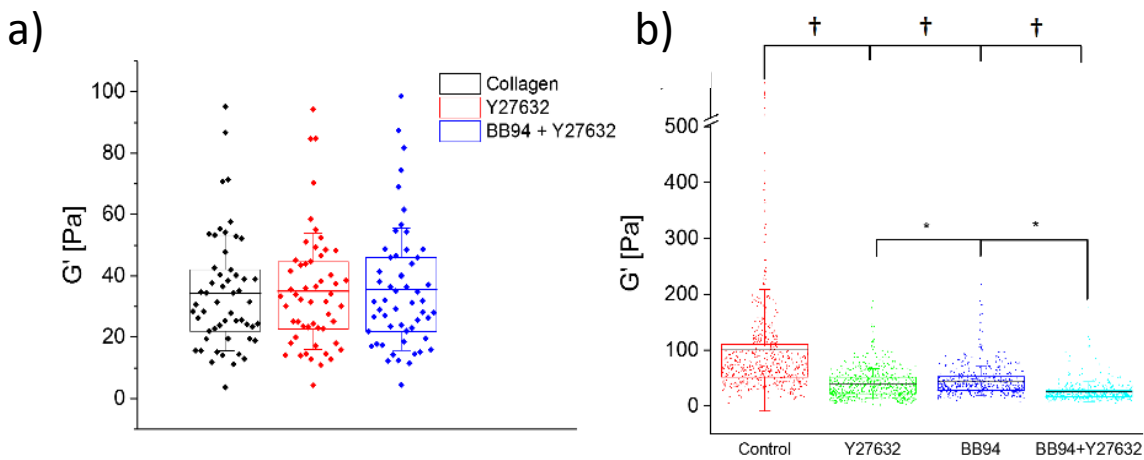 a)
G' [Pa]
100
80
60
40
20
0
Collagen
Y27632
BB94 + Y27632
b)
† † †
G' [Pa]
500
300
200
100
0
* *
Control Y27632 BB94 BB94+Y27632